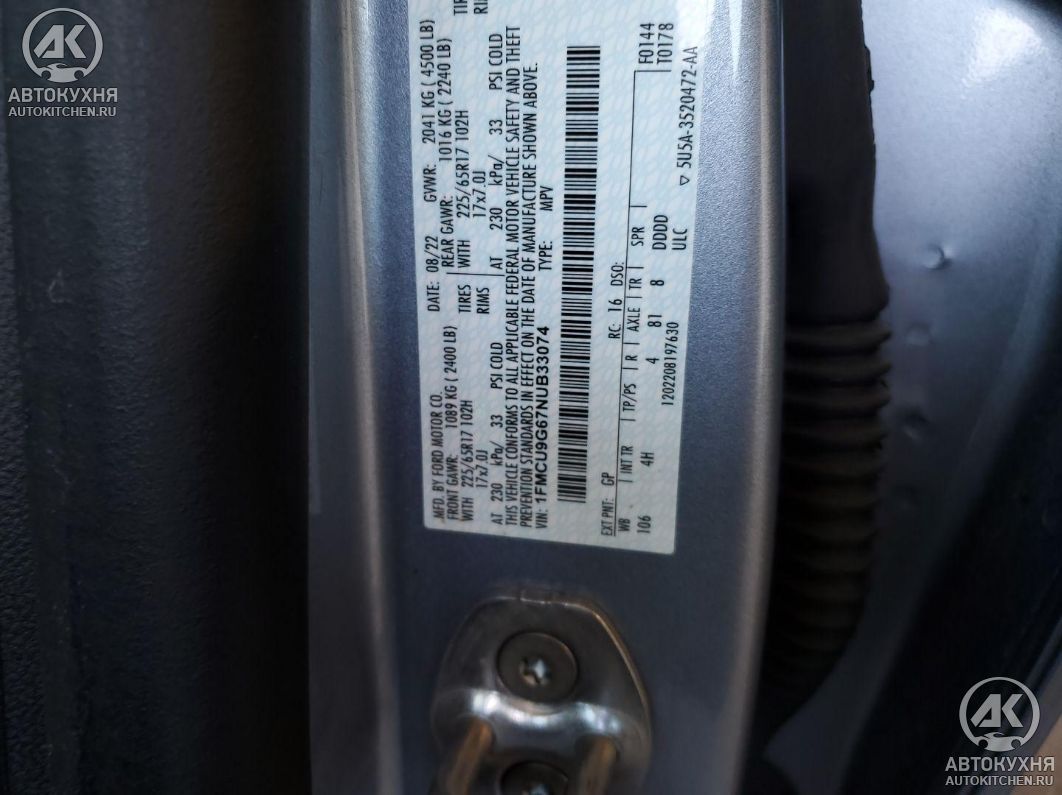 АВТОКУХНЯ
AUTOKITCHEN.RU
MFD. BY FORD MOTOR CO.
DATE: 08/22 GVWR: 2041 KG ( 4500 LB)
FRONT GAWR: 1089 KG ( 2400 LB)
REAR GAWR: 1016 KG ( 2240 LB)
WITH 225/65R17 102H TIRES
WITH 225/65R17 102H
17x7.0J RIMS
17x7.0J
AT 230 kPa/ 33 PSI COLD
AT 230 kPa/ 33 PSI COLD
THIS VEHICLE CONFORMS TO ALL APPLICABLE FEDERAL MOTOR VEHICLE SAFETY AND THEFT
PREVENTION STANDARDS IN EFFECT ON THE DATE OF MANUFACTURE SHOWN ABOVE.
VIN: 1FMCU9G67NUB33074 TYPE: MPV
EXT PNT: GP RC: 16 DSO: F0144
WB INT TR TP/PS R AXLE TR SPR T0178
106 4H 4 81 8 DDDD
ULC
1202208197630 ▽ 5U5A-3520472-AA
АВТОКУХНЯ
AUTOKITCHEN.RU